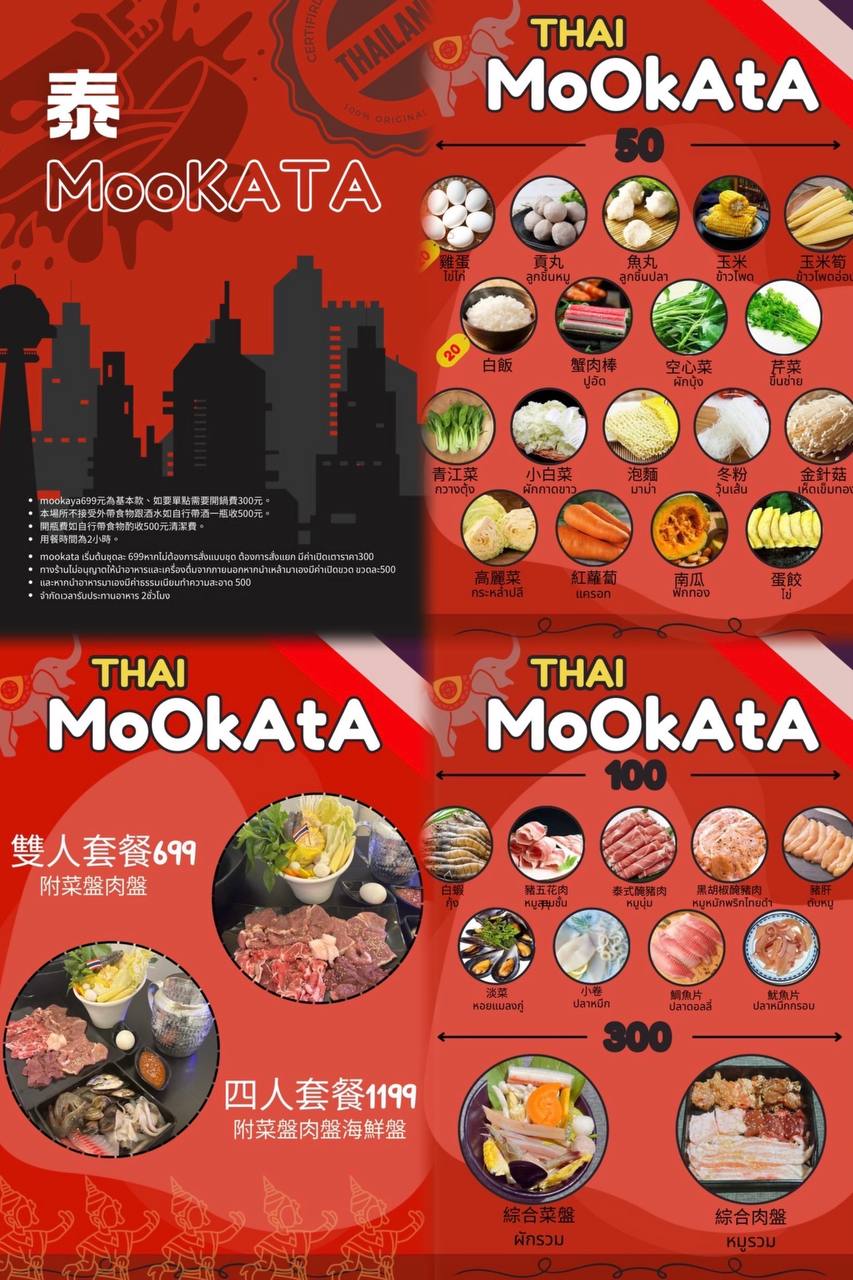 CERTIFIED
THAILAN
100% ORIGINAL
泰
MooKATA
mookaya699元為基本款、如要單點需要開鍋費300元。
本場所不接受外帶食物跟酒水如自行帶酒一瓶收500元。
開瓶費如自行帶食物酌收500元清潔費。
用餐時間為2小時。
mookata เริ่มต้นชุดละ 699หากไม่ต้องการสั่งแบบชุด ต้องการสั่งแยก มีค่าเปิดเตาราคา300
ทางร้านไม่อนุญาตให้นำอาหารและเครื่องดื่มจากภายนอกหากนำเหล้ามาเองมีค่าเปิดขวด ขวดละ500
และหากนำอาหารมาเองมีค่าธรรมเนียมทำความสะอาด 500
จำกัดเวลารับประทานอาหาร 2ชั่วโมง
THAI
MoOkAtA
50
雞蛋 貢丸 魚丸 玉米 玉米筍
ไข่ไก่ ลูกชิ้นหมู ลูกชิ้นปลา ข้าวโพด ข้าวโพดอ่อน
20
白飯 蟹肉棒 空心菜 芹菜
ปูอัด ผักบุ้ง ขึ้นช่าย
青江菜 小白菜 泡麵 冬粉 金針菇
กวางตุ้ง ผักกาดขาว มาม่า วุ้นเส้น เห็ดเข็มทอง
高麗菜 紅蘿蔔 南瓜 蛋餃
กระหล่ำปลี แครอท ฟักทอง ไข่
THAI
MoOkAtA
雙人套餐699
附菜盤肉盤
四人套餐1199
附菜盤肉盤海鮮盤
THAI
MoOkAtA
100
白蝦 豬五花肉 泰式醃豬肉 黑胡椒醃豬肉 豬肝
กุ้ง หมูสามชั้น หมูนุ่ม หมูหมักพริกไทยดำ ตับหมู
淡菜 小卷 鯛魚片 魷魚片
หอยแมลงภู่ ปลาหมึก ปลาดอลลี่ ปลาหมึกกรอบ
300
綜合菜盤 綜合肉盤
ผักรวม หมูรวม